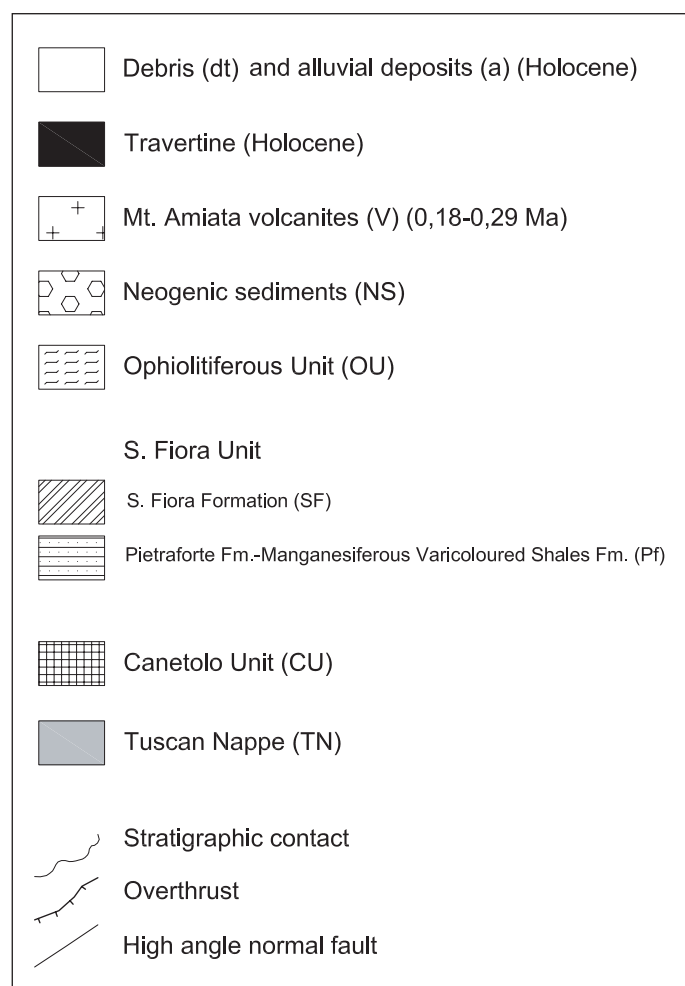 Debris (dt) and alluvial deposits (a) (Holocene)
Travertine (Holocene)
Mt. Amiata volcanites (V) (0,18-0,29 Ma)
Neogenic sediments (NS)
Ophiolitiferous Unit (OU)
S. Fiora Unit
S. Fiora Formation (SF)
Pietraforte Fm.-Manganesiferous Varicoloured Shales Fm. (Pf)
Canetolo Unit (CU)
Tuscan Nappe (TN)
Stratigraphic contact
Overthrust
High angle normal fault